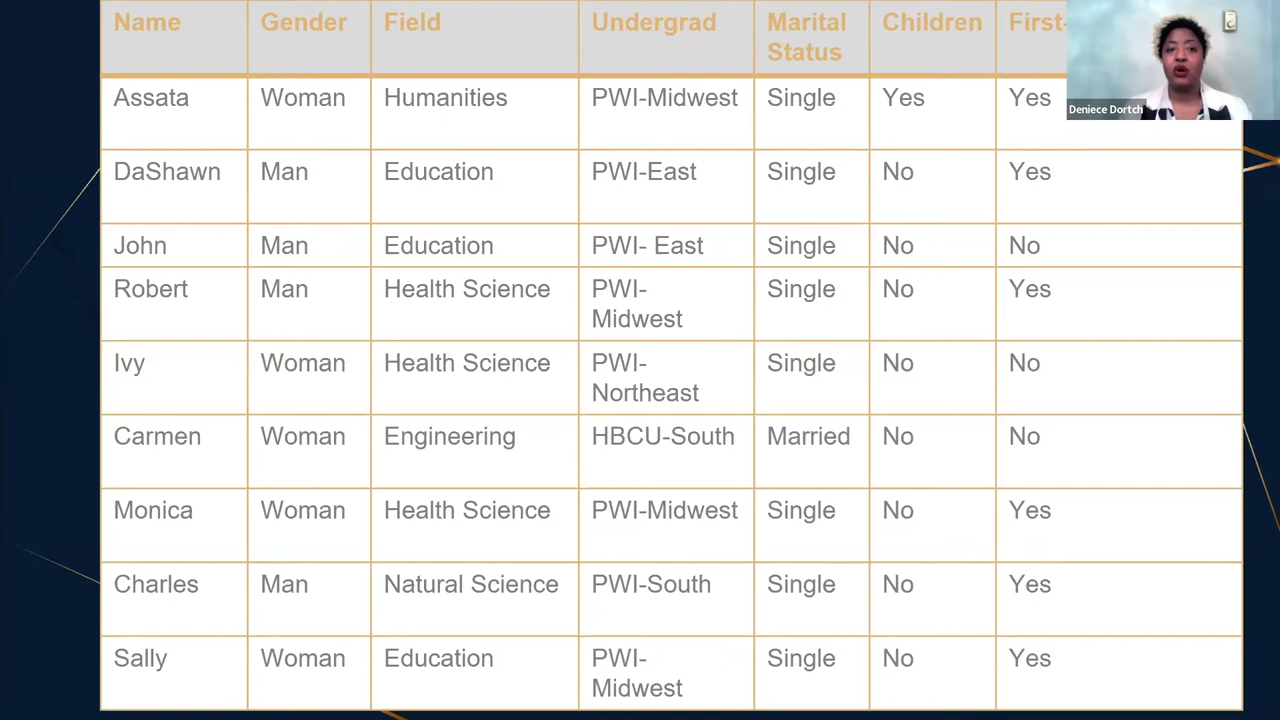 Name Gender Field Undergrad Marital Status Children First-
Deniece Dortch
Assata Woman Humanities PWI-Midwest Single Yes Yes
DaShawn Man Education PWI-East Single No Yes
John Man Education PWI- East Single No No
Robert Man Health Science PWI-Midwest Single No Yes
Ivy Woman Health Science PWI-Northeast Single No No
Carmen Woman Engineering HBCU-South Married No No
Monica Woman Health Science PWI-Midwest Single No Yes
Charles Man Natural Science PWI-South Single No Yes
Sally Woman Education PWI-Midwest Single No Yes